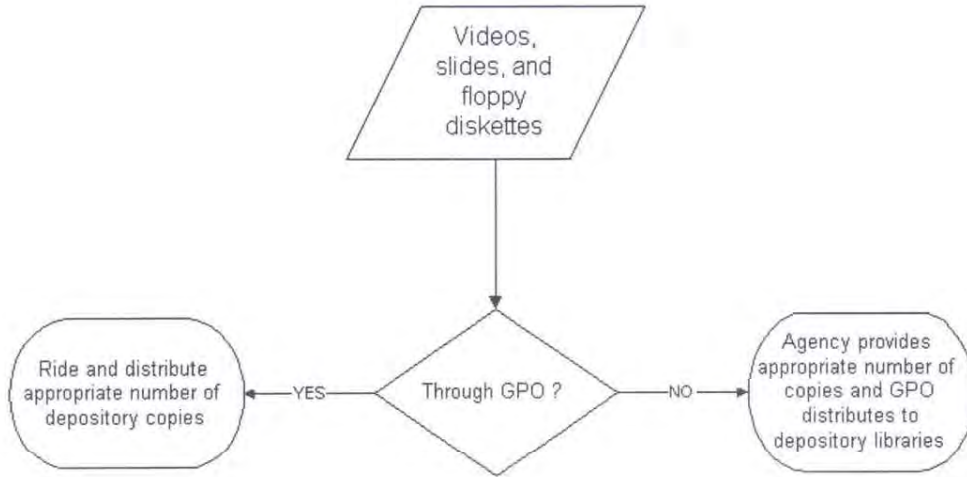 Videos,
slides, and
floppy
diskettes
Ride and distribute
appropriate number of
depository copies
YES
Through GPO ?
NO
Agency provides
appropriate number of
copies and GPO
distributes to
depository libraries